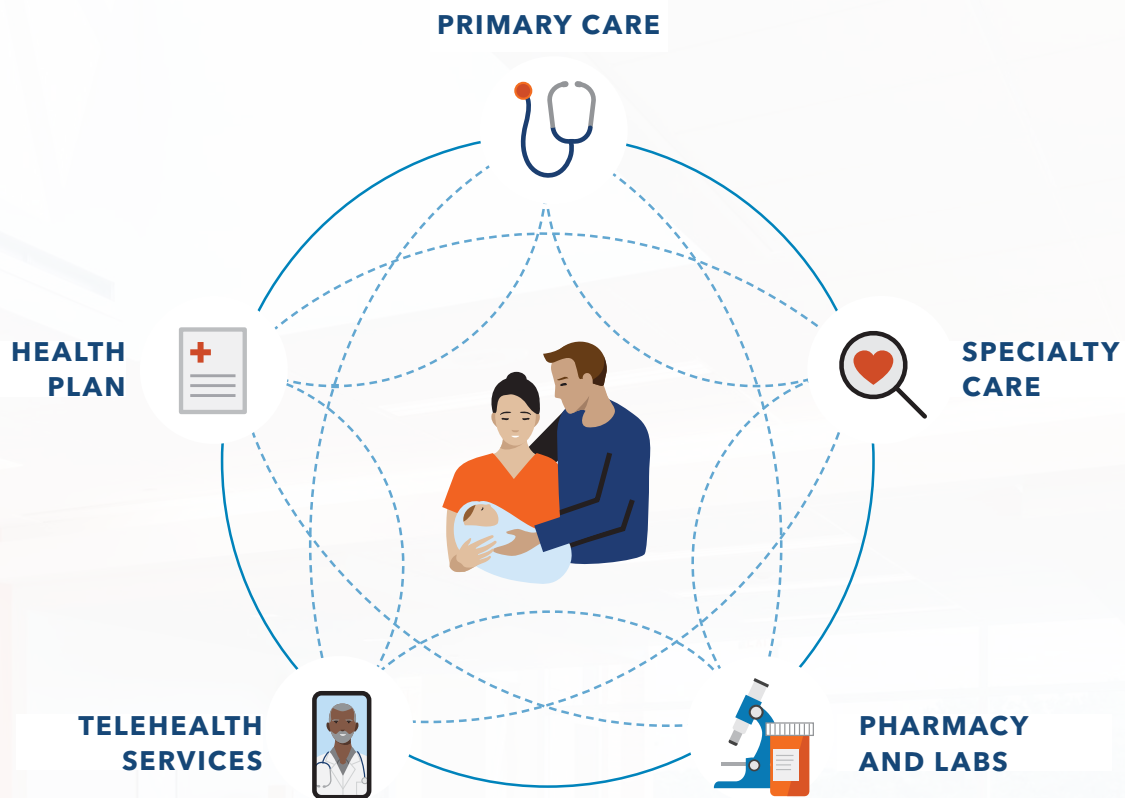 PRIMARY CARE
HEALTH
PLAN
SPECIALTY
CARE
TELEHEALTH
SERVICES
PHARMACY
AND LABS